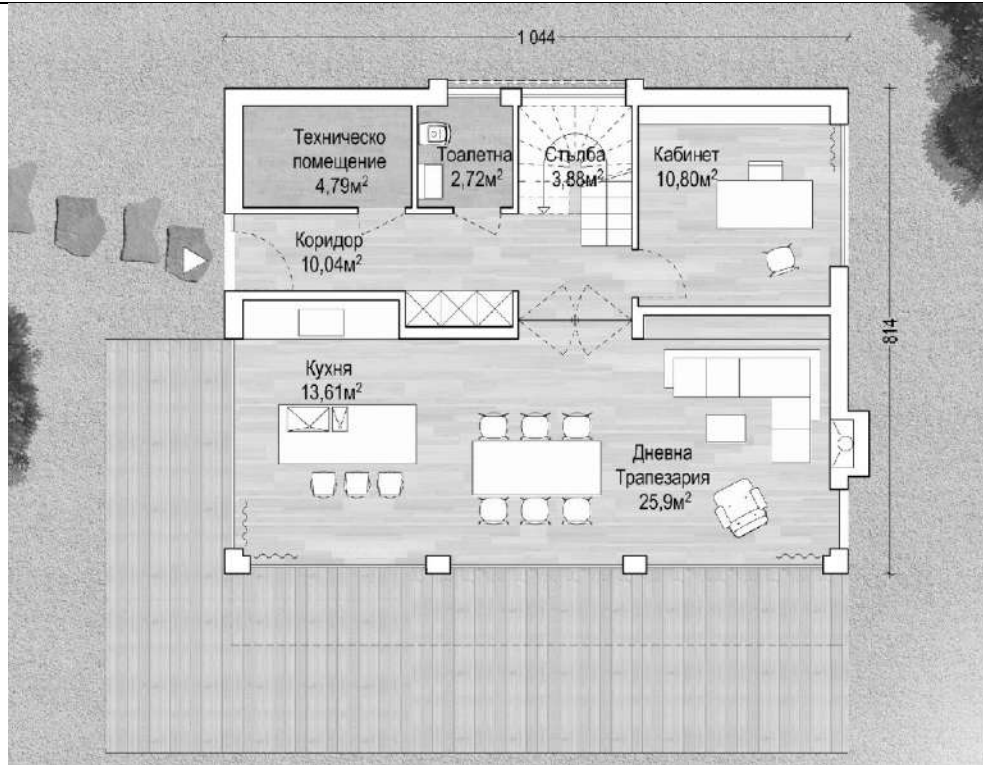 1 044
Техническо
помещение
4,79м²
Тоалетна
2,72м²
Стълба
3,88м²
Кабинет
10,80м²
Коридор
10,04м²
814
Кухня
13,61м²
Дневна
Трапезария
25,9м²